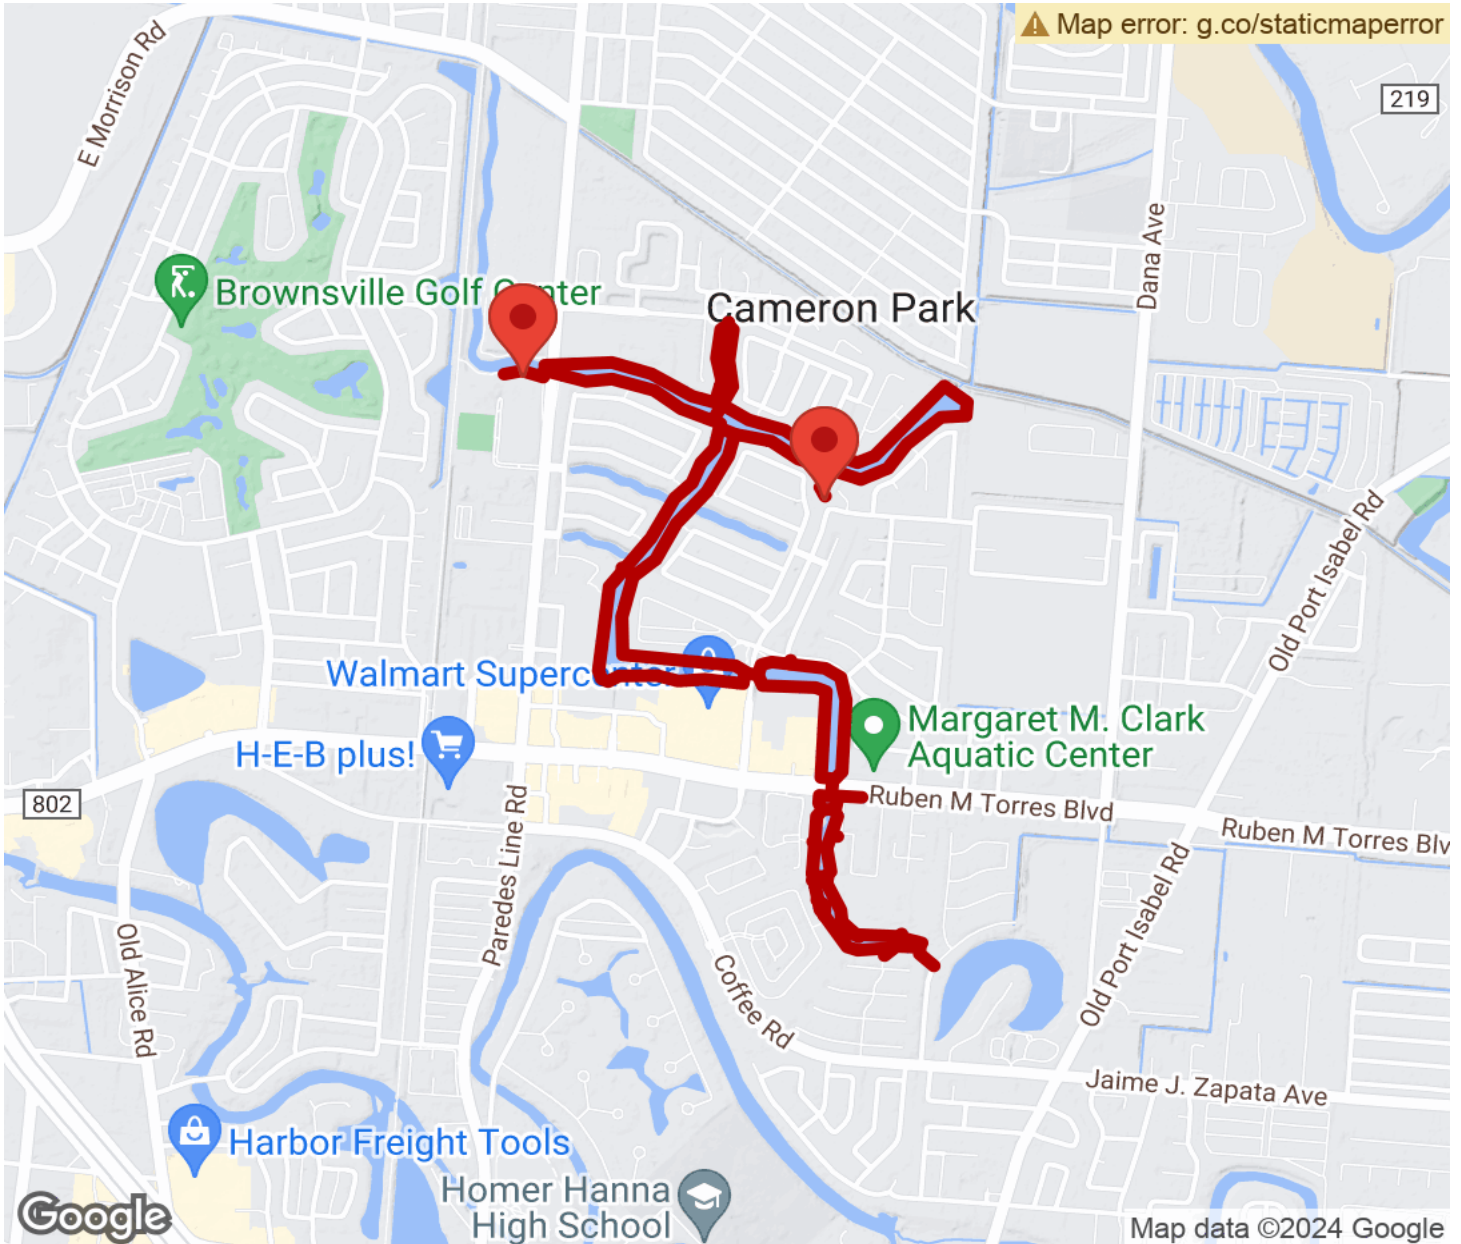 Map error: g.co/staticmaperror
E Morrison Rd
219
Dana Ave
Brownsville Golf Center
Cameron Park
Old Port Isabel Rd
Walmart Supercenter
Margaret M. Clark
Aquatic Center
H-E-B plus!
802
Ruben M Torres Blvd
Ruben M Torres Blv
Paredes Line Rd
Old Alice Rd
Coffee Rd
Old Port Isabel Rd
Jaime J. Zapata Ave
Harbor Freight Tools
Homer Hanna
High School
Google
Map data ©2024 Google